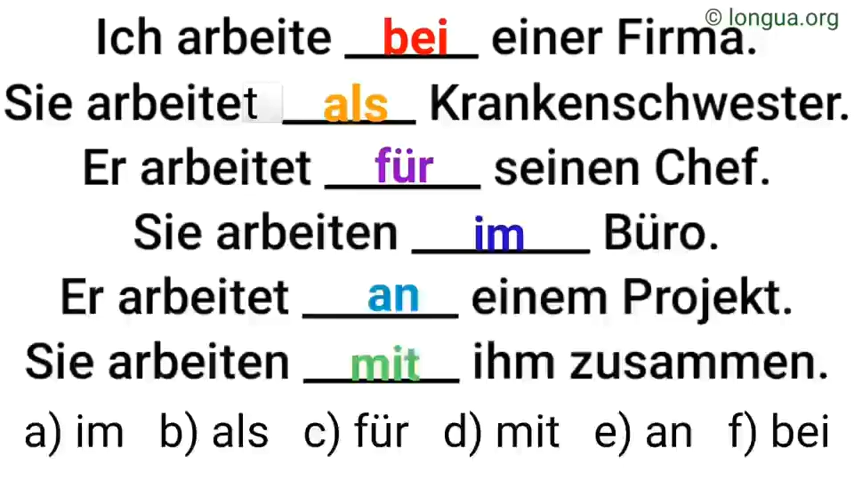 © longua.org
Ich arbeite bei einer Firma.
Sie arbeitet als Krankenschwester.
Er arbeitet für seinen Chef.
Sie arbeiten im Büro.
Er arbeitet an einem Projekt.
Sie arbeiten mit ihm zusammen.
a) im b) als c) für d) mit e) an f) bei